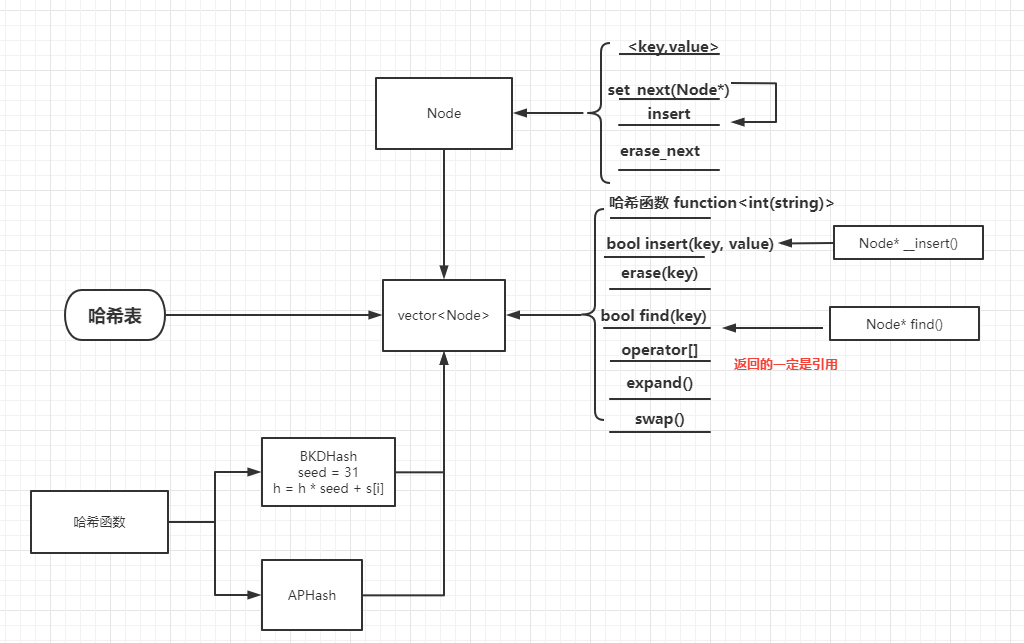 <key,value>
set_next(Node*)
insert
erase_next
Node
哈希函数 function<int(string)>
bool insert(key, value)
Node* __insert()
erase(key)
bool find(key)
Node* find()
operator[]
返回的一定是引用
expand()
swap()
哈希表
vector<Node>
BKDHash
seed = 31
h = h * seed + s[i]
哈希函数
APHash